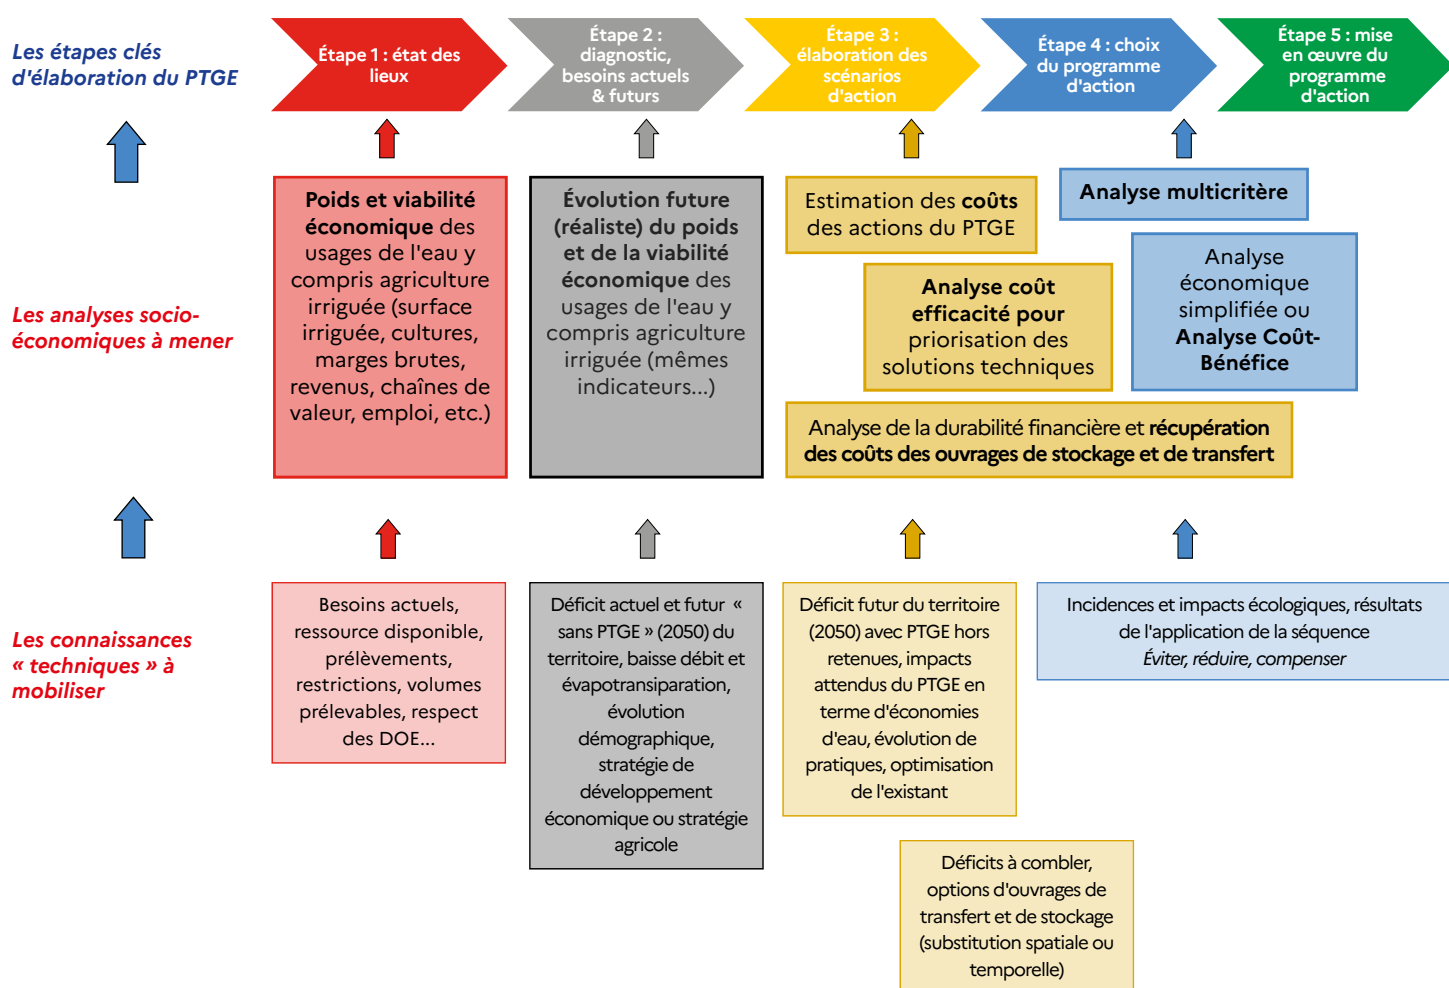 Les étapes clés
d'élaboration du PTGE
Étape 1 : état des
lieux
Étape 2 :
diagnostic,
besoins actuels
& futurs
Étape 3 :
élaboration des
scénarios
d'action
Étape 4 : choix
du programme
d'action
Étape 5 : mise
en œuvre du
programme
d'action
Les analyses socio-
économiques à mener
Poids et viabilité
économique des
usages de l'eau y
compris agriculture
irriguée (surface
irriguée, cultures,
marges brutes,
revenus, chaînes de
valeur, emploi, etc.)
Évolution future
(réaliste) du poids
et de la viabilité
économique des
usages de l'eau y
compris agriculture
irriguée (mêmes
indicateurs...)
Estimation des coûts
des actions du PTGE
Analyse coût
efficacité pour
priorisation des
solutions techniques
Analyse de la durabilité financière et récupération
des coûts des ouvrages de stockage et de transfert
Analyse multicritère
Analyse
économique
simplifiée ou
Analyse Coût-
Bénéfice
Les connaissances
« techniques » à
mobiliser
Besoins actuels,
ressource disponible,
prélèvements,
restrictions, volumes
prélevables, respect
des DOE...
Déficit actuel et futur «
sans PTGE » (2050) du
territoire, baisse débit et
évapotransiparation,
évolution
démographique,
stratégie de
développement
économique ou stratégie
agricole
Déficit futur du territoire
(2050) avec PTGE hors
retenues, impacts
attendus du PTGE en
terme d'économies
d'eau, évolution de
pratiques, optimisation
de l'existant
Déficits à combler,
options d'ouvrages de
transfert et de stockage
(substitution spatiale ou
temporelle)
Incidences et impacts écologiques, résultats
de l'application de la séquence
Éviter, réduire, compenser